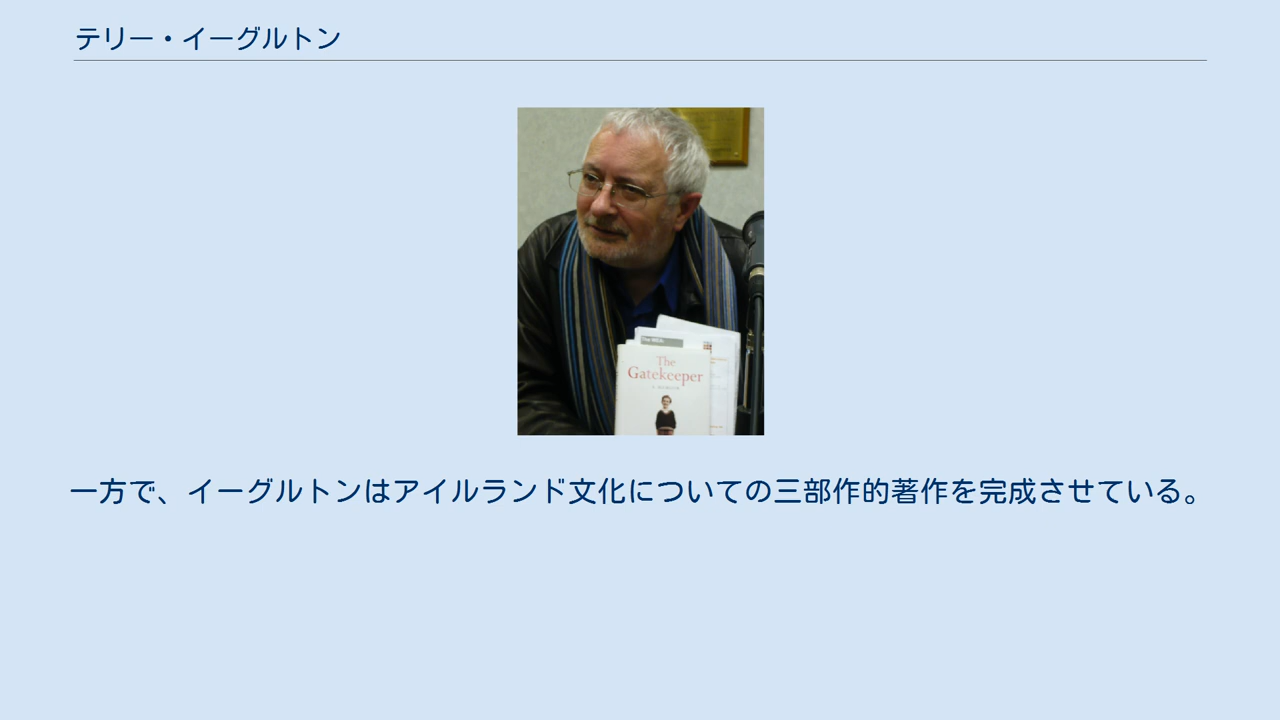 テリー・イーグルトン
The
Gatekeeper
一方で、イーグルトンはアイルランド文化についての三部作的著作を完成させている。